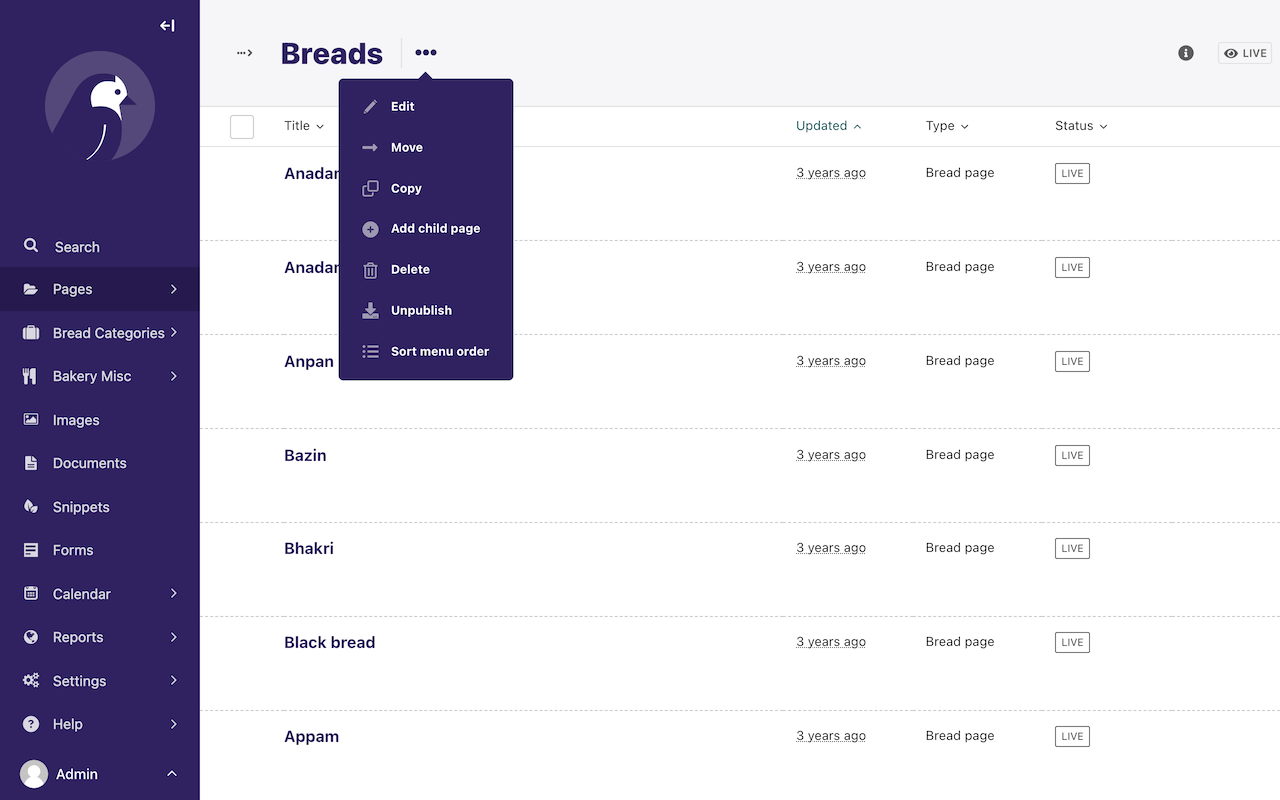 Breads
LIVE
Edit
Move
Copy
Add child page
Delete
Unpublish
Sort menu order
Search
Pages
Bread Categories
Bakery Misc
Images
Documents
Snippets
Forms
Calendar
Reports
Settings
Help
Admin
Title Updated Type Status
3 years ago Bread page LIVE
3 years ago Bread page LIVE
Anpan 3 years ago Bread page LIVE
Bazin 3 years ago Bread page LIVE
Bhakri 3 years ago Bread page LIVE
Black bread 3 years ago Bread page LIVE
Appam 3 years ago Bread page LIVE